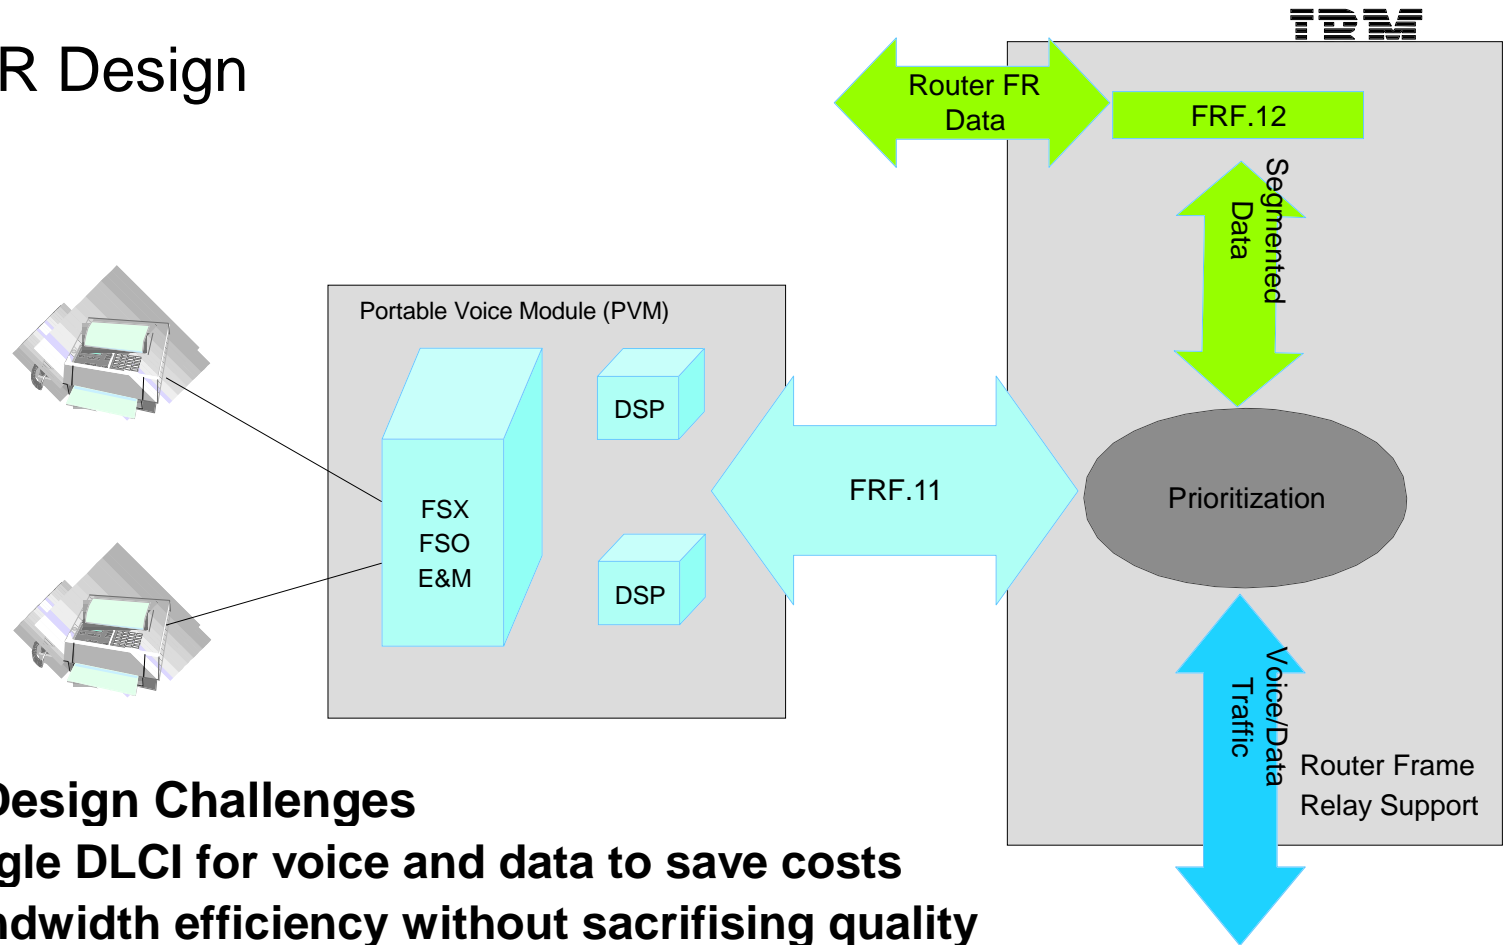 IBM
R Design
Router FR
Data
FRF.12
Segmented
Data
Portable Voice Module (PVM)
DSP
FSX
FSO
E&M
DSP
FRF.11
Prioritization
Voice/Data
Traffic
Router Frame
Relay Support
Design Challenges
gle DLCI for voice and data to save costs
ndwidth efficiency without sacrifising quality